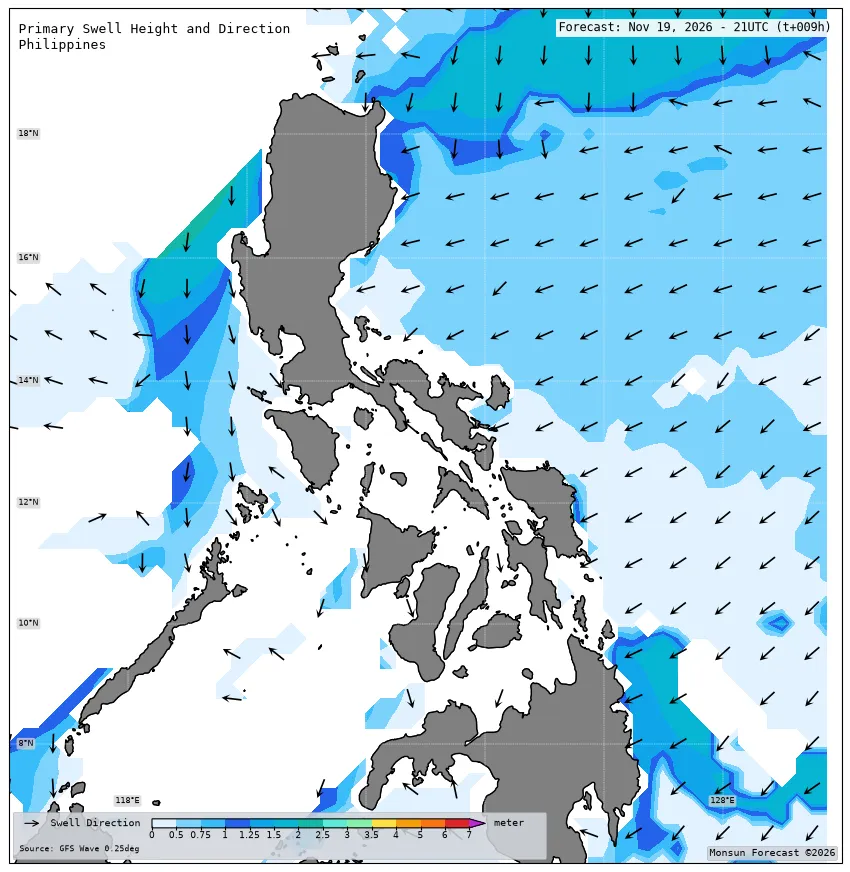 Primary Swell Height and Direction
Philippines
Forecast: Nov 19, 2026 - 21UTC (t+009h)
18°N
16°N
14°N
12°N
10°N
8°N
118°E
128°E
Swell Direction
meter
0 0.5 0.75 1 1.25 1.5 2 2.5 3 3.5 4 5 6 7
Source: GFS Wave 0.25deg
Monsun Forecast ©2026